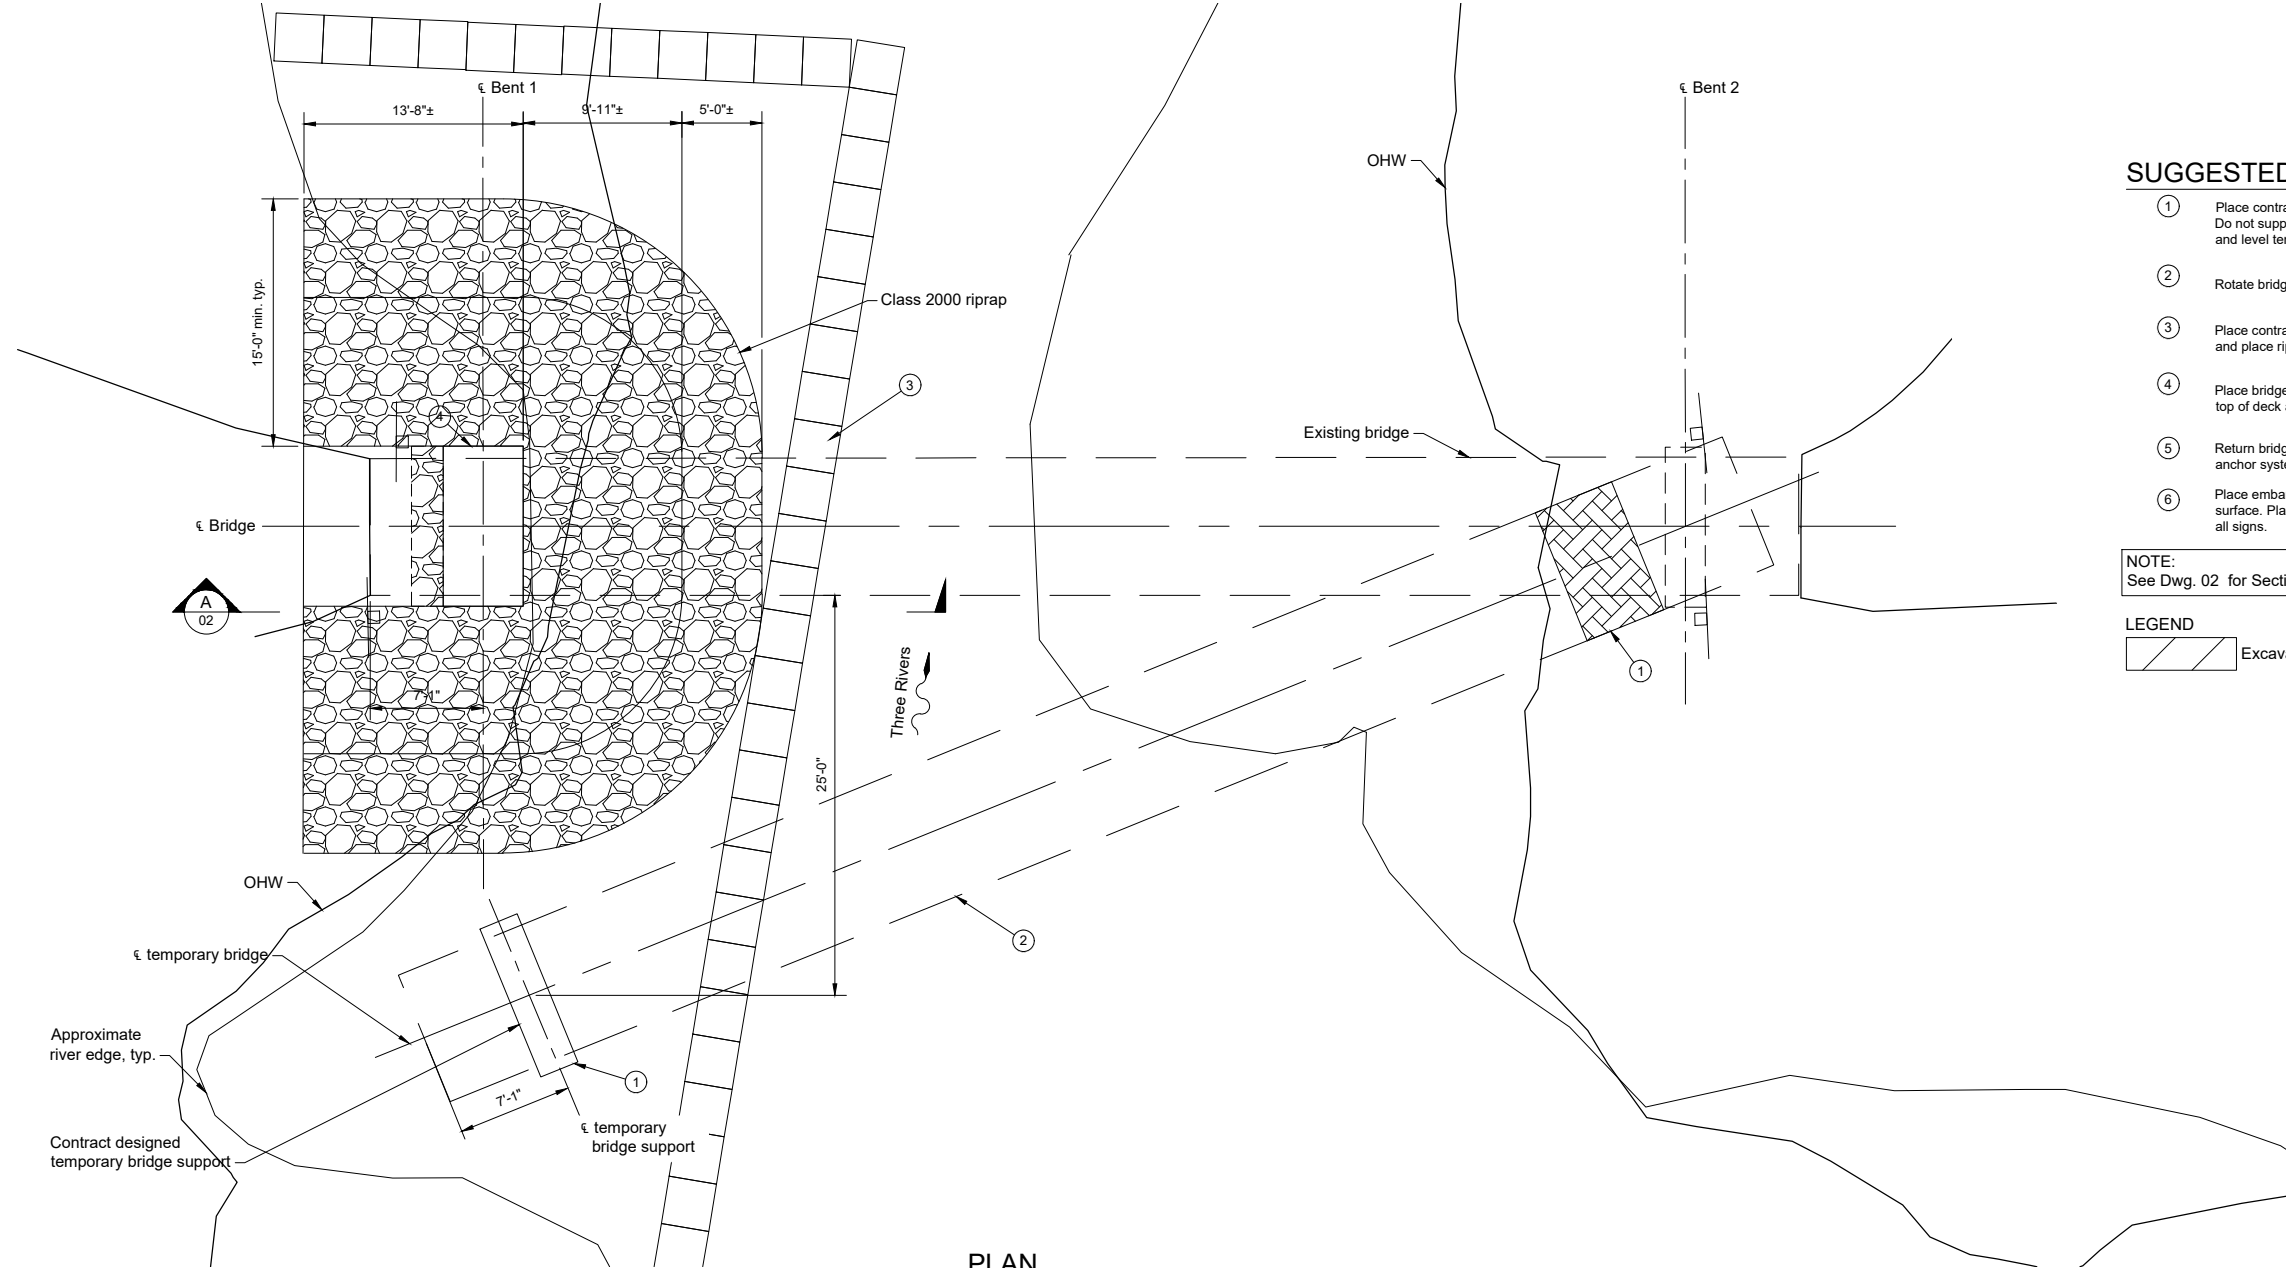 ℄ Bent 1
13'-8"±
9'-11"±
5'-0"±
15'-0" min. typ.
Class 2000 riprap
3
4
℄ Bridge
A
02
7'-1"
Three Rivers
25'-0"
OHW
℄ temporary bridge
Approximate
river edge, typ.
Contract designed
temporary bridge support
7'-1"
1
℄ temporary
bridge support
2
℄ Bent 2
OHW
Existing bridge
1
PLAN
SUGGESTED
1
Place contra
Do not supp
and level ter
2
Rotate bridg
3
Place contra
and place rip
4
Place bridge
top of deck a
5
Return bridg
anchor syste
6
Place emba
surface. Pla
all signs.
NOTE:
See Dwg. 02 for Secti
LEGEND
Excava